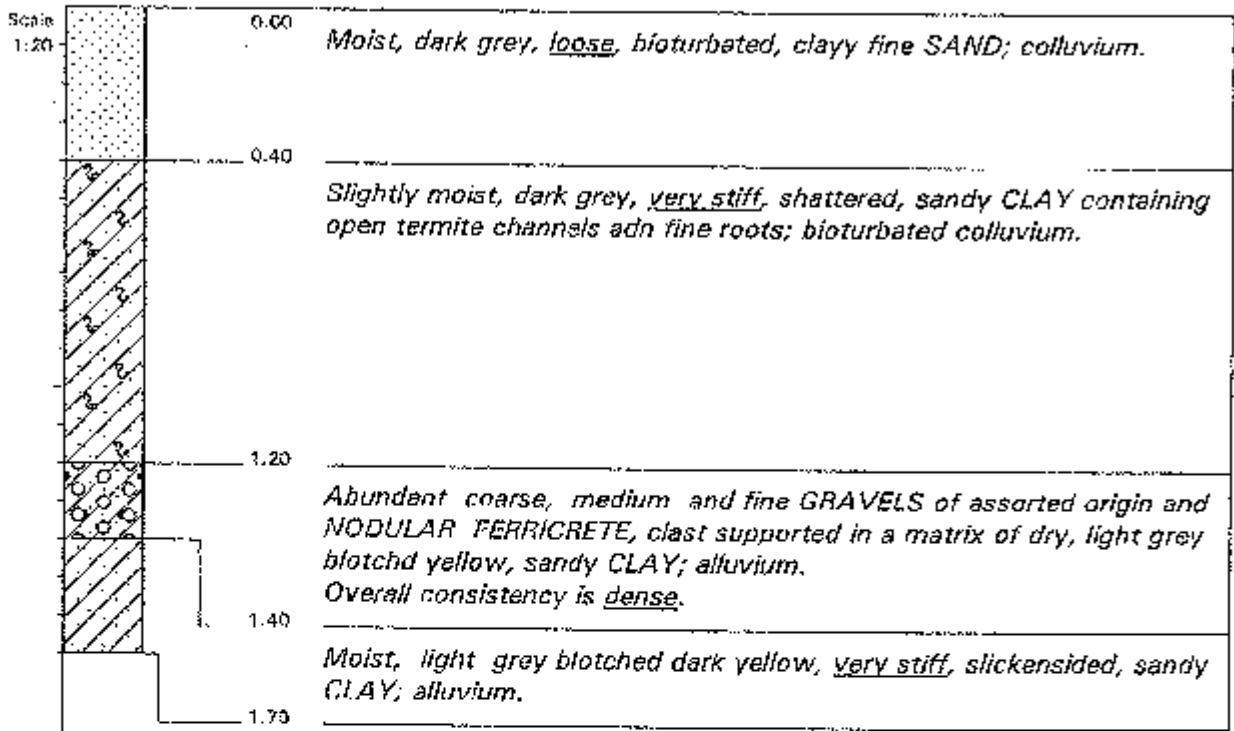 Scale
1:20
0.00
Moist, dark grey, loose, bioturbated, clayy fine SAND; colluvium.
0.40
Slightly moist, dark grey, very stiff, shattered, sandy CLAY containing
open termite channels adn fine roots; bioturbated colluvium.
1.20
Abundant coarse, medium and fine GRAVELS of assorted origin and
NODULAR FERRICRETE, clast supported in a matrix of dry, light grey
blotchd yellow, sandy CLAY; alluvium.
Overall consistency is dense.
1.40
Moist, light grey blotched dark yellow, very stiff, slickensided, sandy
CLAY; alluvium.
1.70